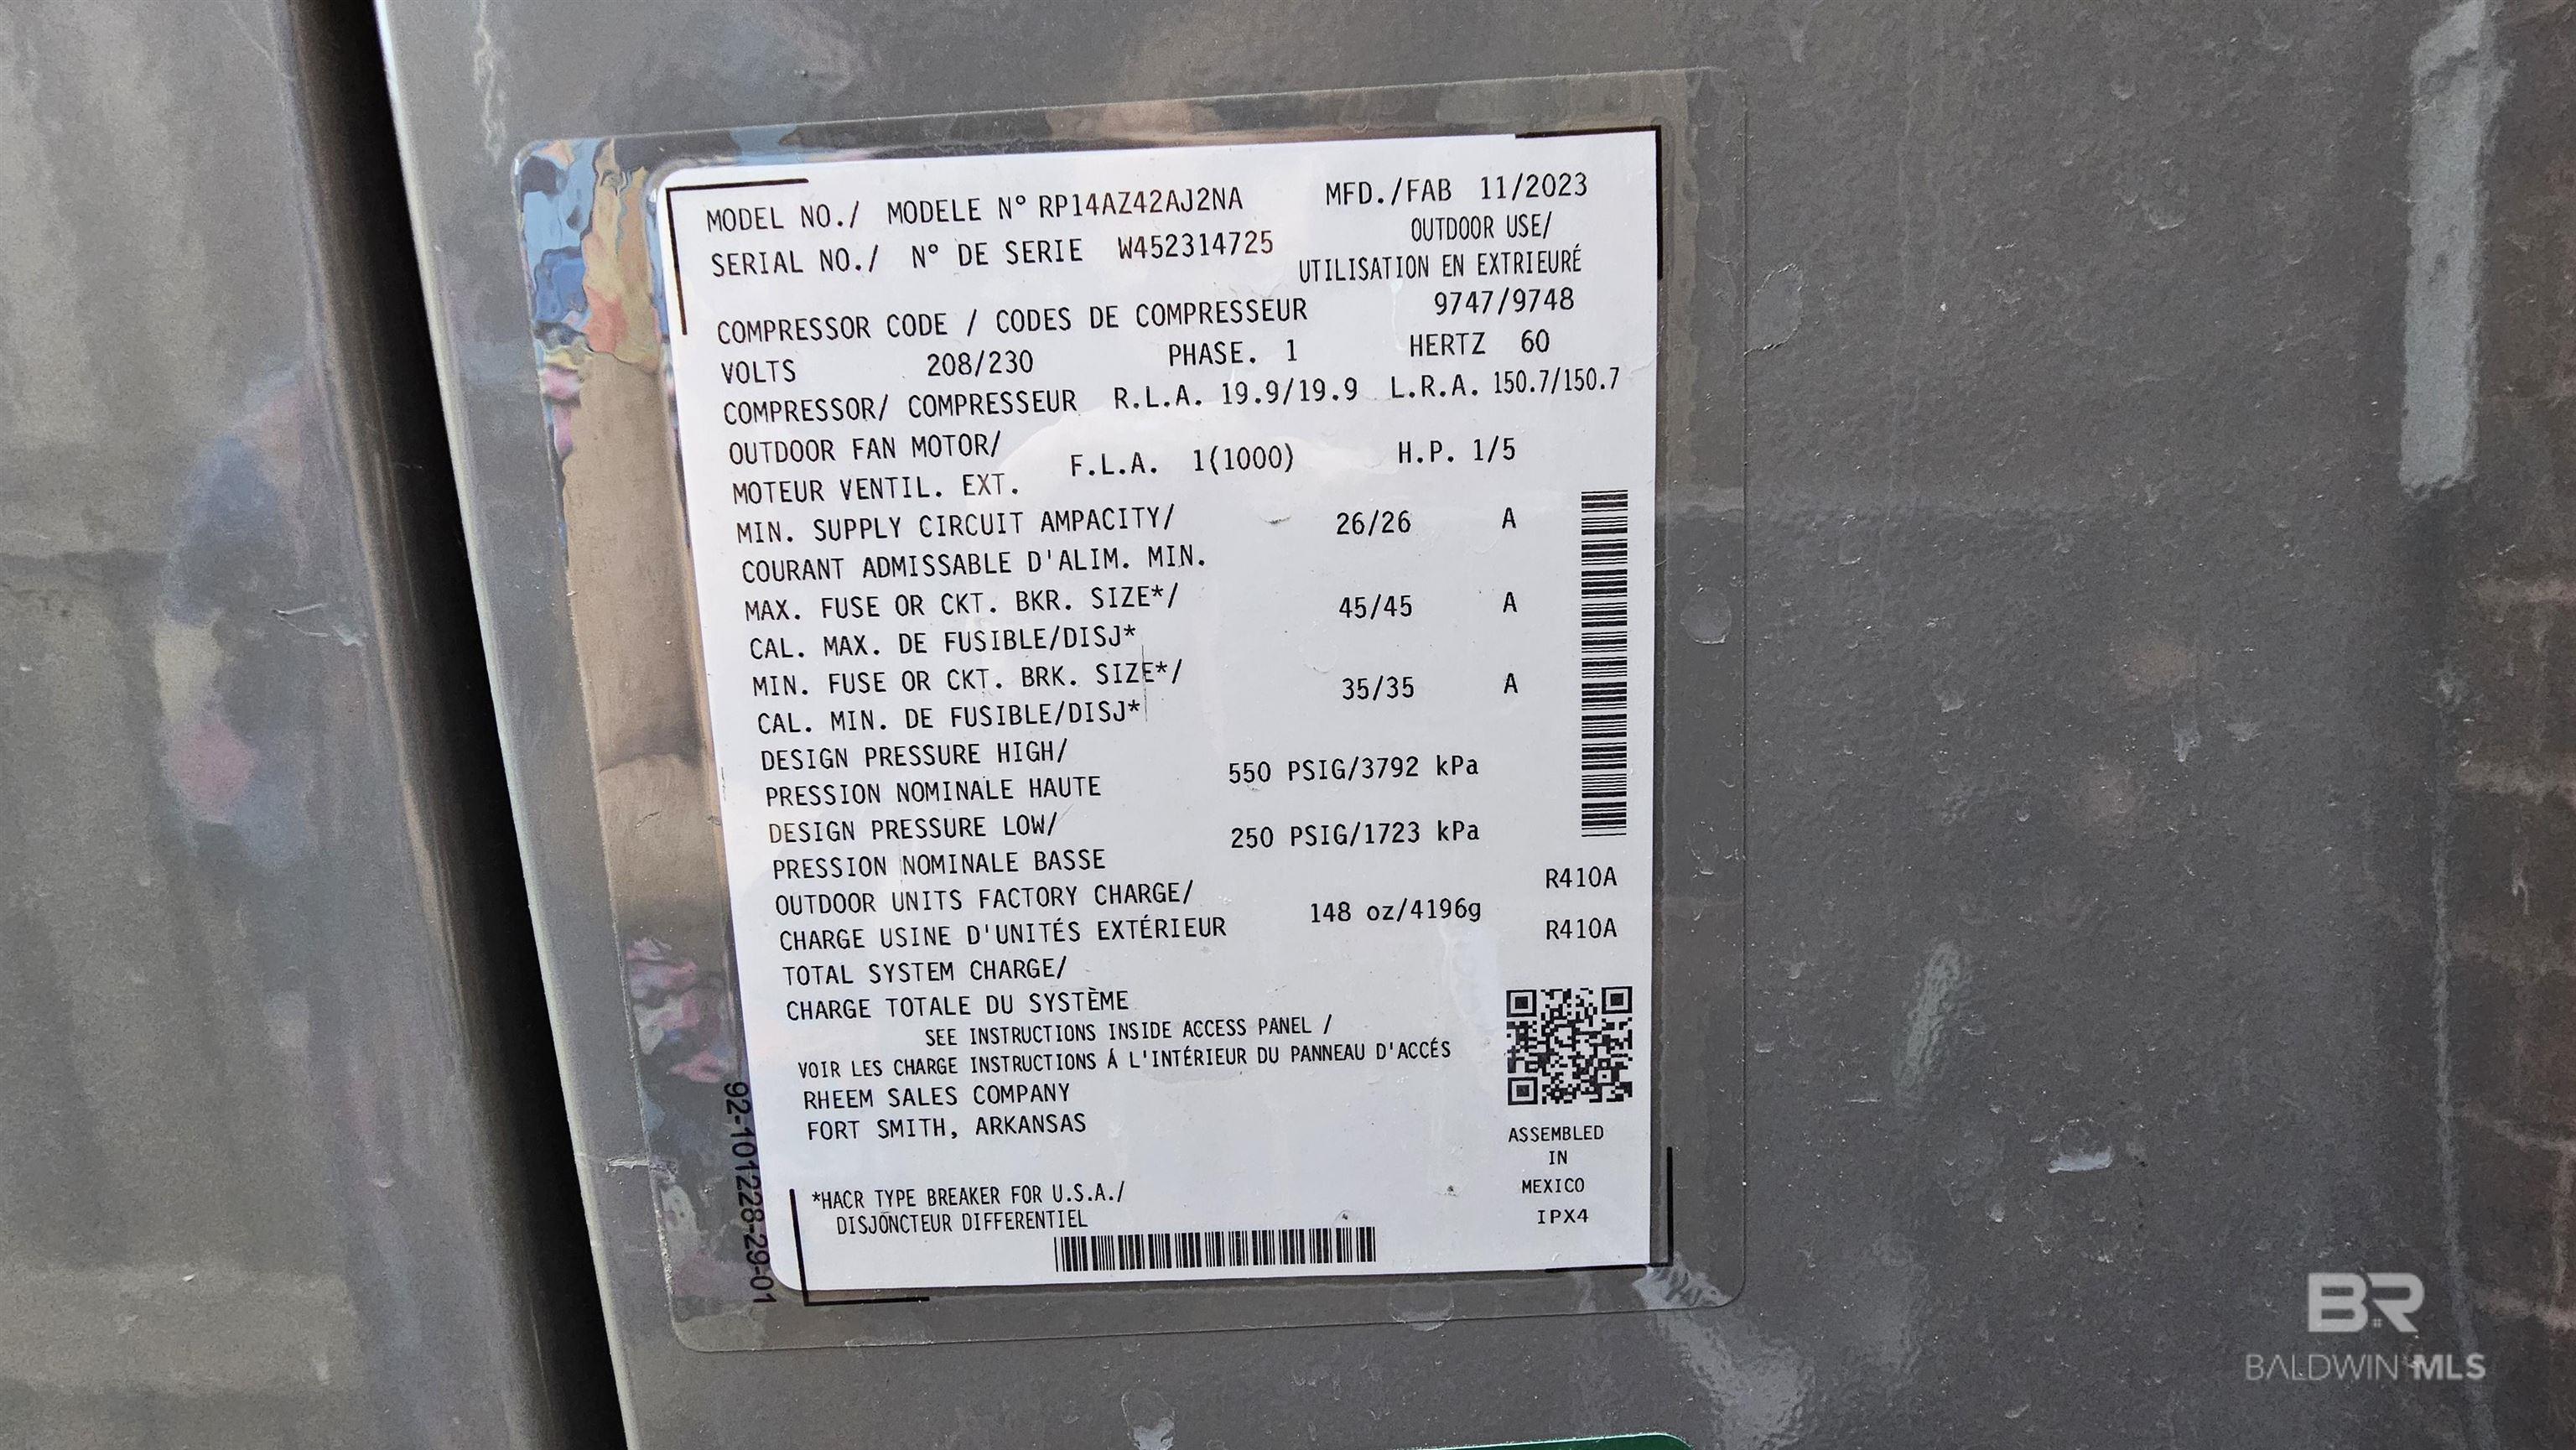 MODEL NO./ MODELE N° RP14AZ42AJ2NA MFD./FAB 11/2023
SERIAL NO./ N° DE SERIE W452314725 OUTDOOR USE/
UTILISATION EN EXTRIEURÉ
COMPRESSOR CODE / CODES DE COMPRESSEUR 9747/9748
VOLTS 208/230 PHASE. 1 HERTZ 60
COMPRESSOR/ COMPRESSEUR R.L.A. 19.9/19.9 L.R.A. 150.7/150.7
OUTDOOR FAN MOTOR/
MOTEUR VENTIL. EXT. F.L.A. 1(1000) H.P. 1/5
MIN. SUPPLY CIRCUIT AMPACITY/ 26/26 A
COURANT ADMISSABLE D'ALIM. MIN.
MAX. FUSE OR CKT. BKR. SIZE*/ 45/45 A
CAL. MAX. DE FUSIBLE/DISJ*
MIN. FUSE OR CKT. BRK. SIZE*/ 35/35 A
CAL. MIN. DE FUSIBLE/DISJ*
DESIGN PRESSURE HIGH/
PRESSION NOMINALE HAUTE 550 PSIG/3792 kPa
DESIGN PRESSURE LOW/
PRESSION NOMINALE BASSE 250 PSIG/1723 kPa
OUTDOOR UNITS FACTORY CHARGE/ R410A
CHARGE USINE D'UNITÉS EXTÉRIEUR 148 oz/4196g R410A
TOTAL SYSTEM CHARGE/
CHARGE TOTALE DU SYSTÈME
SEE INSTRUCTIONS INSIDE ACCESS PANEL /
VOIR LES CHARGE INSTRUCTIONS Á L'INTÉRIEUR DU PANNEAU D'ACCÉS
RHEEM SALES COMPANY
FORT SMITH, ARKANSAS
ASSEMBLED
IN
MEXICO
IPX4
*HACR TYPE BREAKER FOR U.S.A./
DISJONCTEUR DIFFERENTIEL
92-101228-29-01
BR
BALDWIN MLS